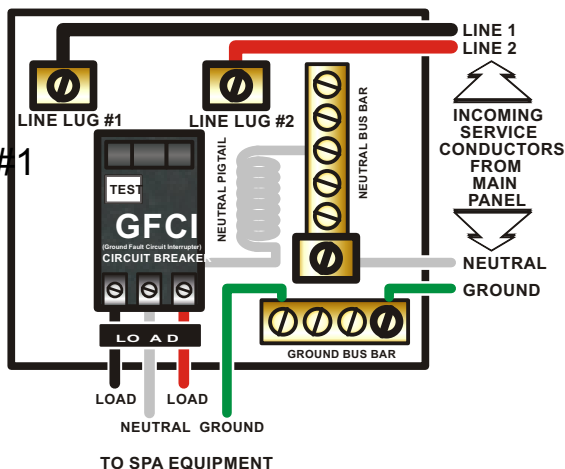 LINE 1
LINE 2
LINE LUG #1
LINE LUG #2
#1
INCOMING
SERVICE
CONDUCTORS
FROM
MAIN
PANEL
NEUTRAL PIGTAIL
NEUTRAL BUS BAR
TEST
GFCI
(Ground Fault Circuit Interrupter)
CIRCUIT BREAKER
NEUTRAL
GROUND
LO A D
GROUND BUS BAR
LOAD
LOAD
NEUTRAL
GROUND
TO SPA EQUIPMENT